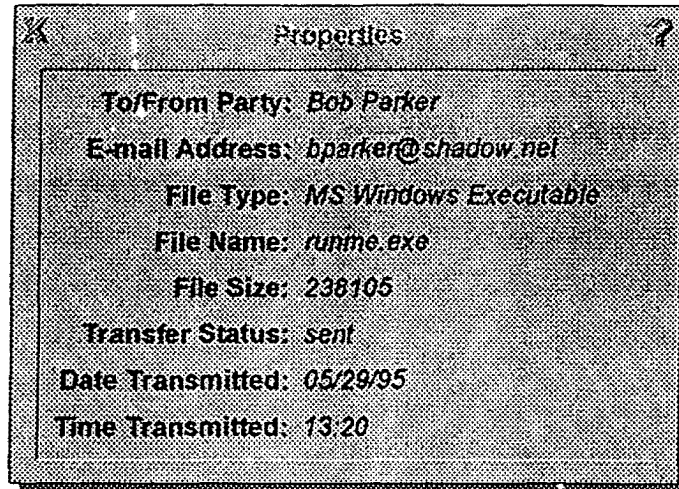 X Properties ?
To/From Party: Bob Parker
E-mail Address: bparker@shadow.net
File Type: MS Windows Executable
File Name: runme.exe
File Size: 238105
Transfer Status: sent
Date Transmitted: 05/29/95
Time Transmitted: 13:20